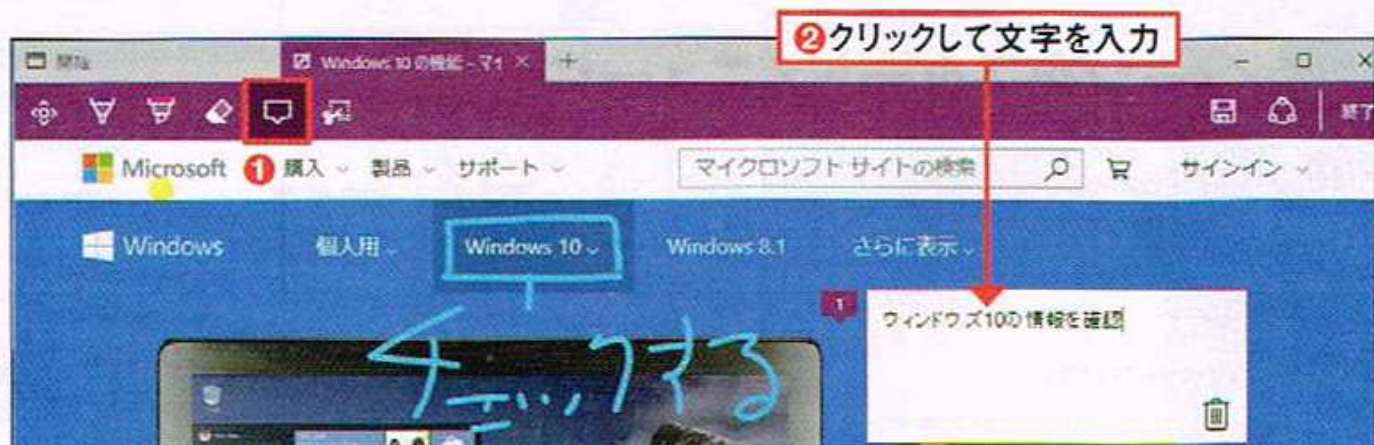 ❷クリックして文字を入力
開始
Windows 10 の機能 - マイ
終了
Microsoft ❶ 購入 製品 サポート マイクロソフト サイトの検索 サインイン
Windows 個人用 Windows 10 Windows 8.1 さらに表示
1
ウィンドウズ10の情報を確認
チェックする